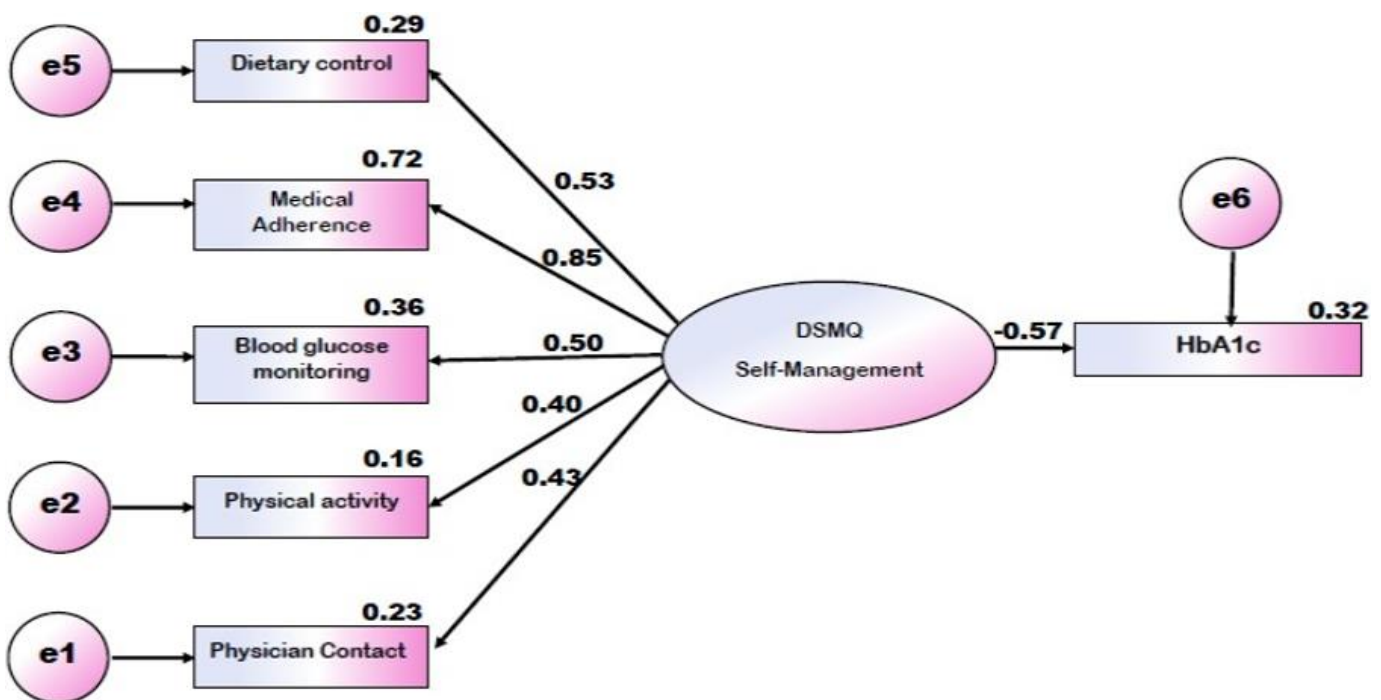 0.29
e5
Dietary control
0.53
0.72
e4
Medical
Adherence
0.85
e6
0.36
e3
Blood glucose
monitoring
0.50
DSMQ
Self-Management
-0.57
0.32
HbA1c
0.40
0.16
e2
Physical activity
0.43
0.23
e1
Physician Contact